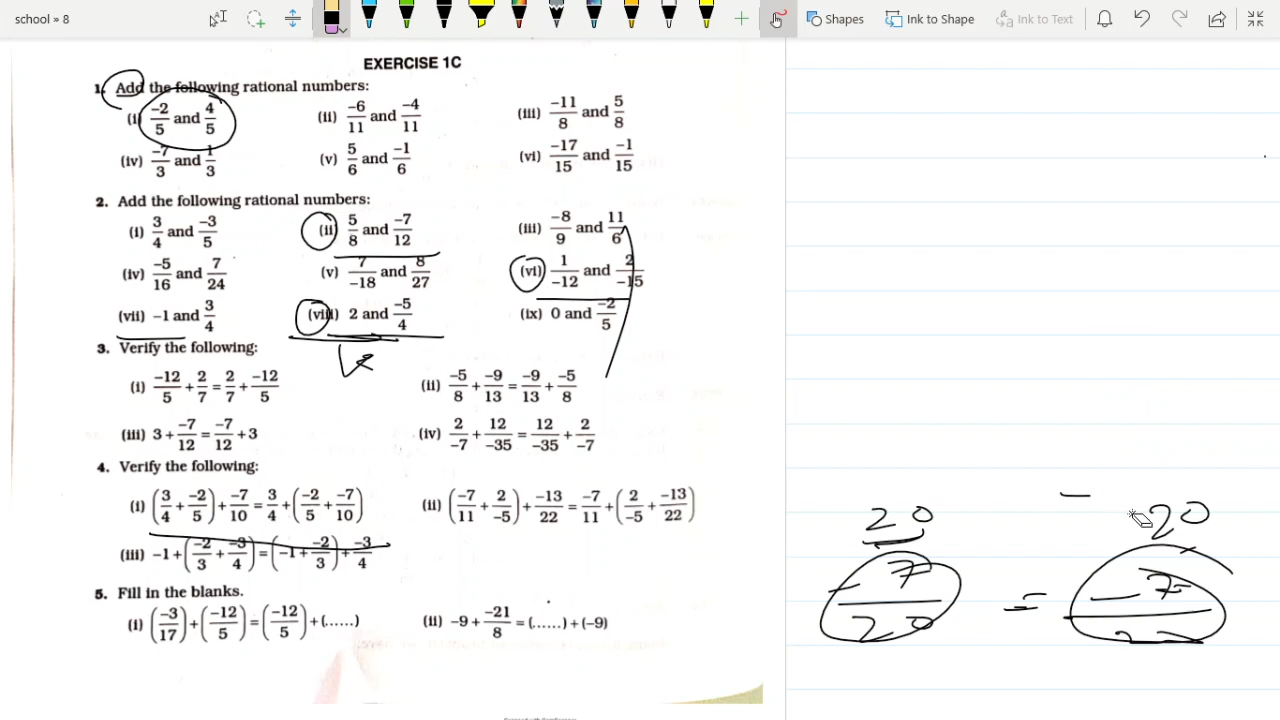 school » 8
Shapes
Ink to Shape
Ink to Text
EXERCISE 1C
1. Add the following rational numbers:
(i) -2/5 and 4/5 (ii) -6/11 and -4/11 (iii) -11/8 and 5/8
(iv) -7/3 and 1/3 (v) 5/6 and -1/6 (vi) -17/15 and -1/15
2. Add the following rational numbers:
(i) 3/4 and -3/5 (ii) 5/8 and -7/12 (iii) -8/9 and 11/6
(iv) -5/16 and 7/24 (v) 7/-18 and 8/27 (vi) 1/-12 and 2/-15
(vii) -1 and 3/4 (viii) 2 and -5/4 (ix) 0 and -2/5
3. Verify the following:
(i) -12/5 + 2/7 = 2/7 + -12/5 (ii) -5/8 + -9/13 = -9/13 + -5/8
(iii) 3 + -7/12 = -7/12 + 3 (iv) 2/-7 + 12/-35 = 12/-35 + 2/-7
4. Verify the following:
(i) (3/4 + -2/5) + -7/10 = 3/4 + (-2/5 + -7/10) (ii) (-7/11 + 2/-5) + -13/22 = -7/11 + (2/-5 + -13/22)
(iii) -1 + (-2/3 + -3/4) = (-1 + -2/3) + -3/4
5. Fill in the blanks.
(i) (-3/17) + (-12/5) = (-12/5) + (......) (ii) -9 + -21/8 = (......) + (-9)
20 20
-7/20 = -7